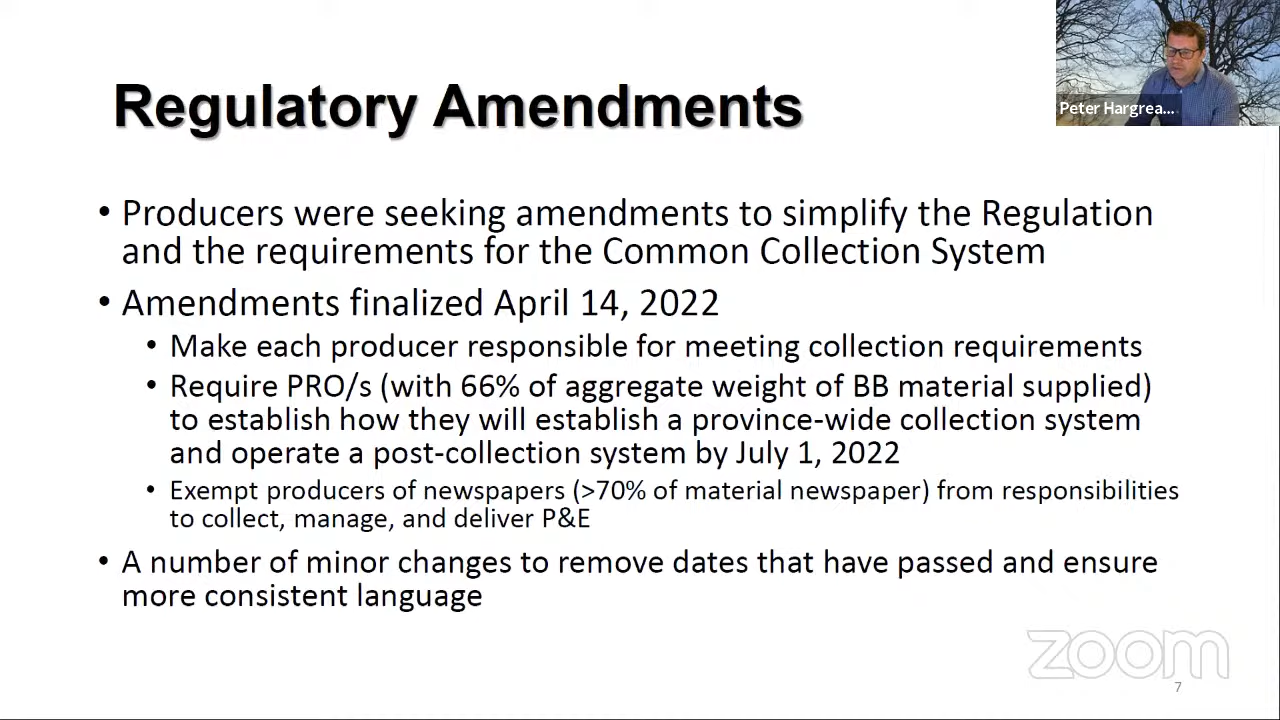 Regulatory Amendments
Peter Hargrea...
• Producers were seeking amendments to simplify the Regulation
and the requirements for the Common Collection System
• Amendments finalized April 14, 2022
• Make each producer responsible for meeting collection requirements
• Require PRO/s (with 66% of aggregate weight of BB material supplied)
to establish how they will establish a province-wide collection system
and operate a post-collection system by July 1, 2022
• Exempt producers of newspapers (>70% of material newspaper) from responsibilities
to collect, manage, and deliver P&E
• A number of minor changes to remove dates that have passed and ensure
more consistent language
zoom
7